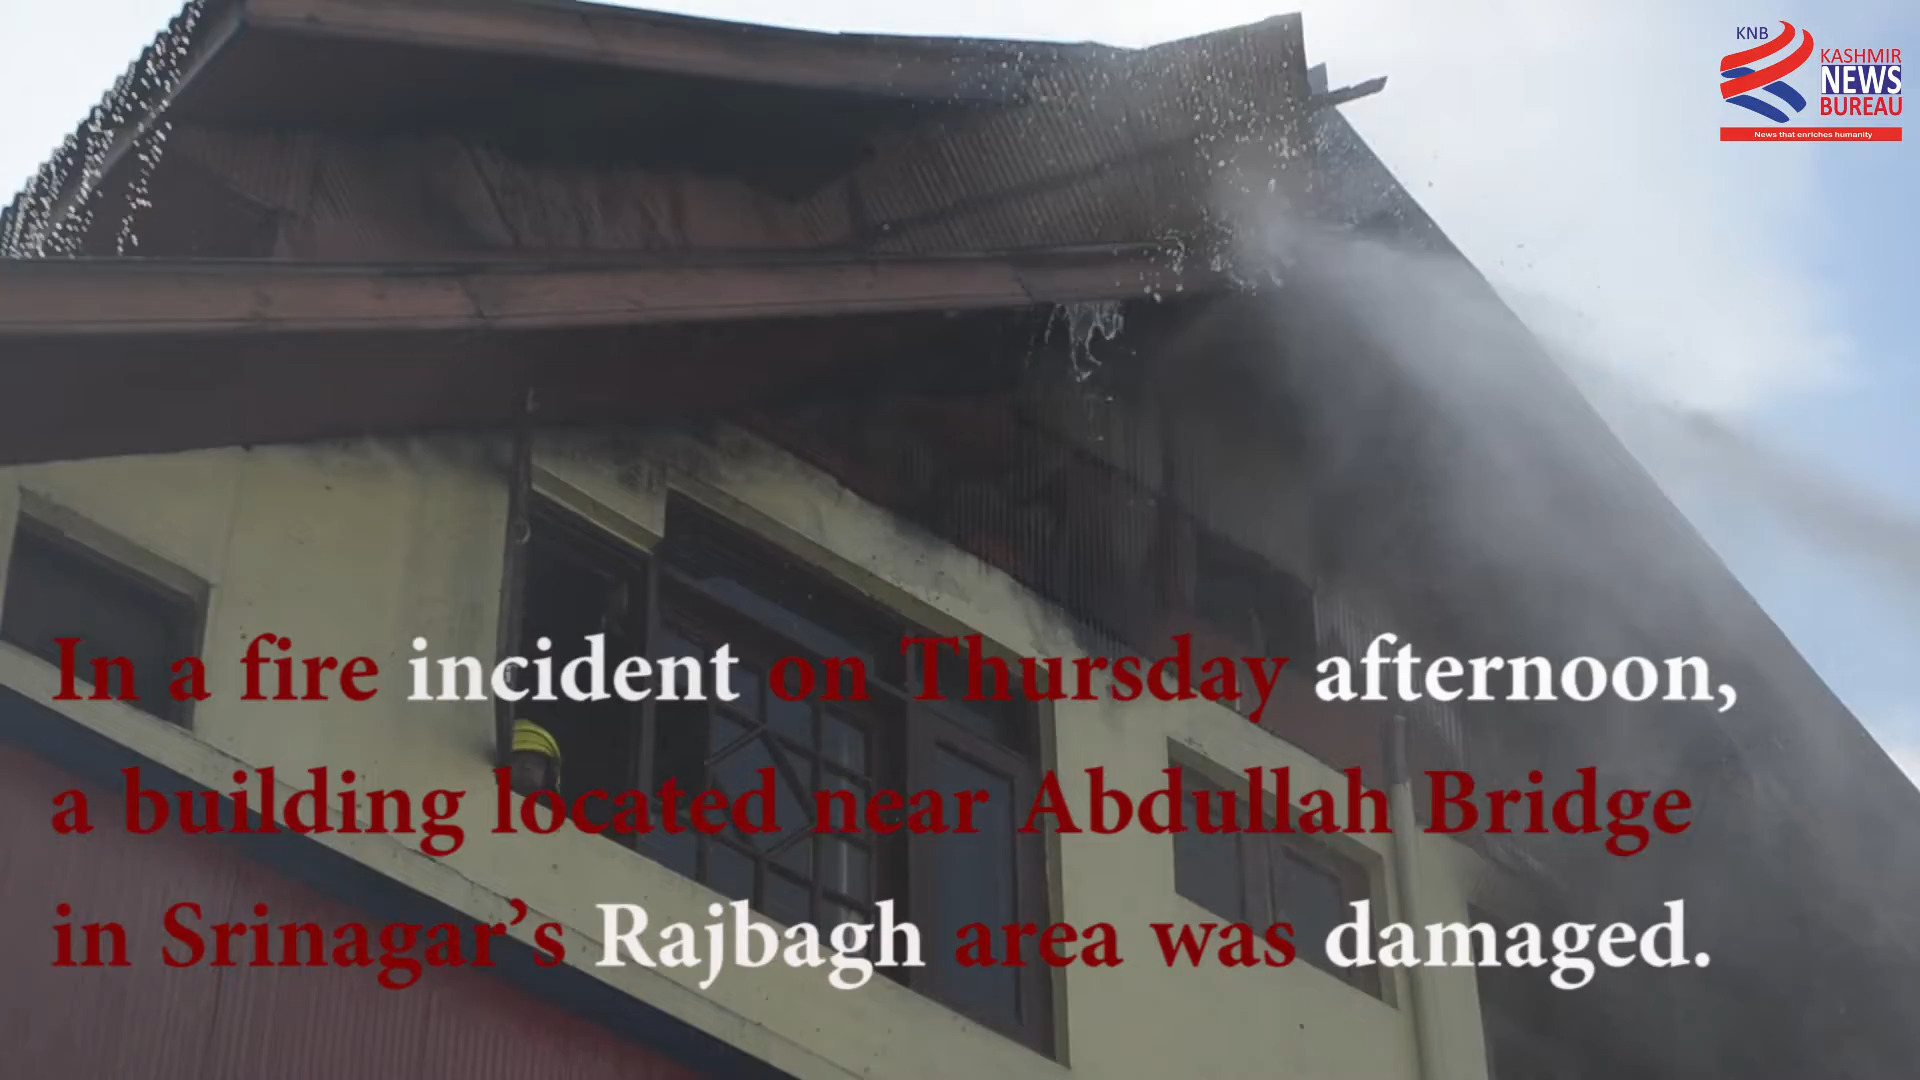 KNB
KASHMIR
NEWS
BUREAU
News that enriches humanity
In a fire incident on Thursday afternoon,
a building located near Abdullah Bridge
in Srinagar’s Rajbagh area was damaged.